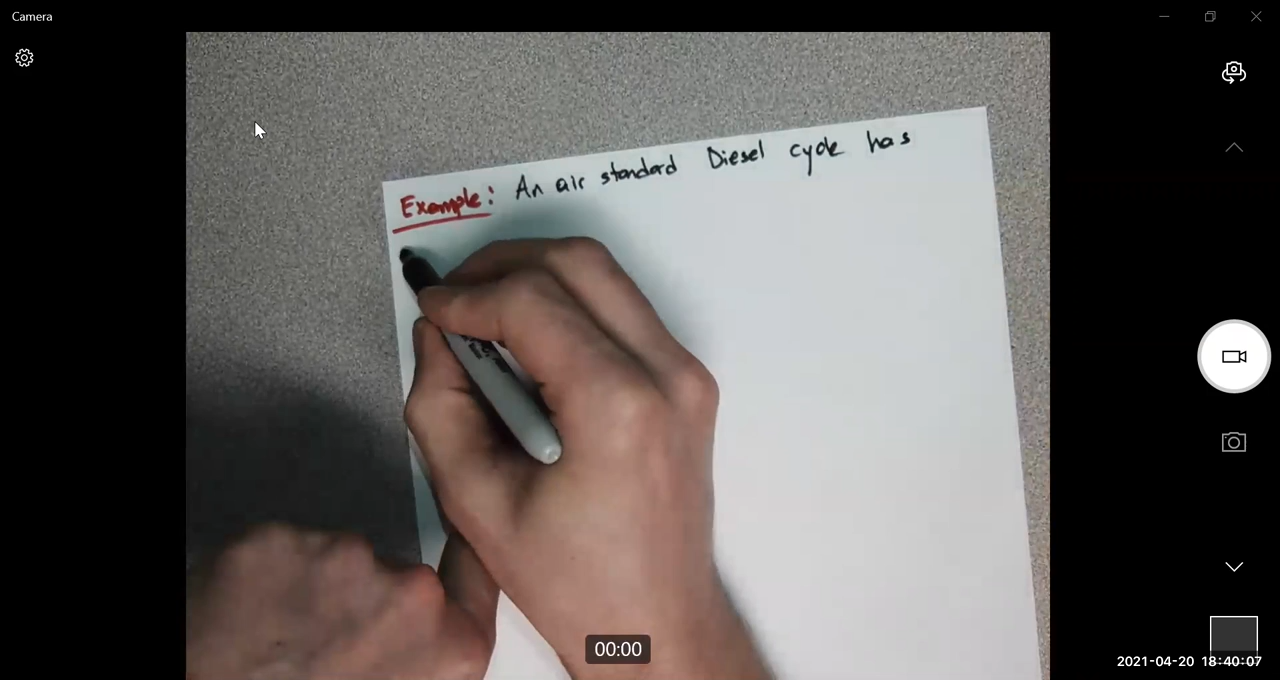 Camera
Example: An air standard Diesel cycle has
00:00
2021-04-20 18:40:07